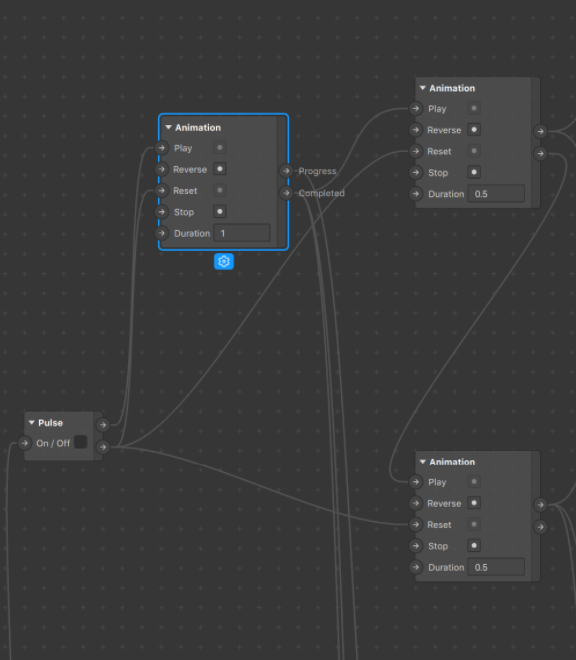 Animation
Play
Reverse
Reset
Stop
Duration 0.5
Animation
Play
Reverse
Reset
Stop
Duration 1
Progress
Completed
Pulse
On / Off
Animation
Play
Reverse
Reset
Stop
Duration 0.5